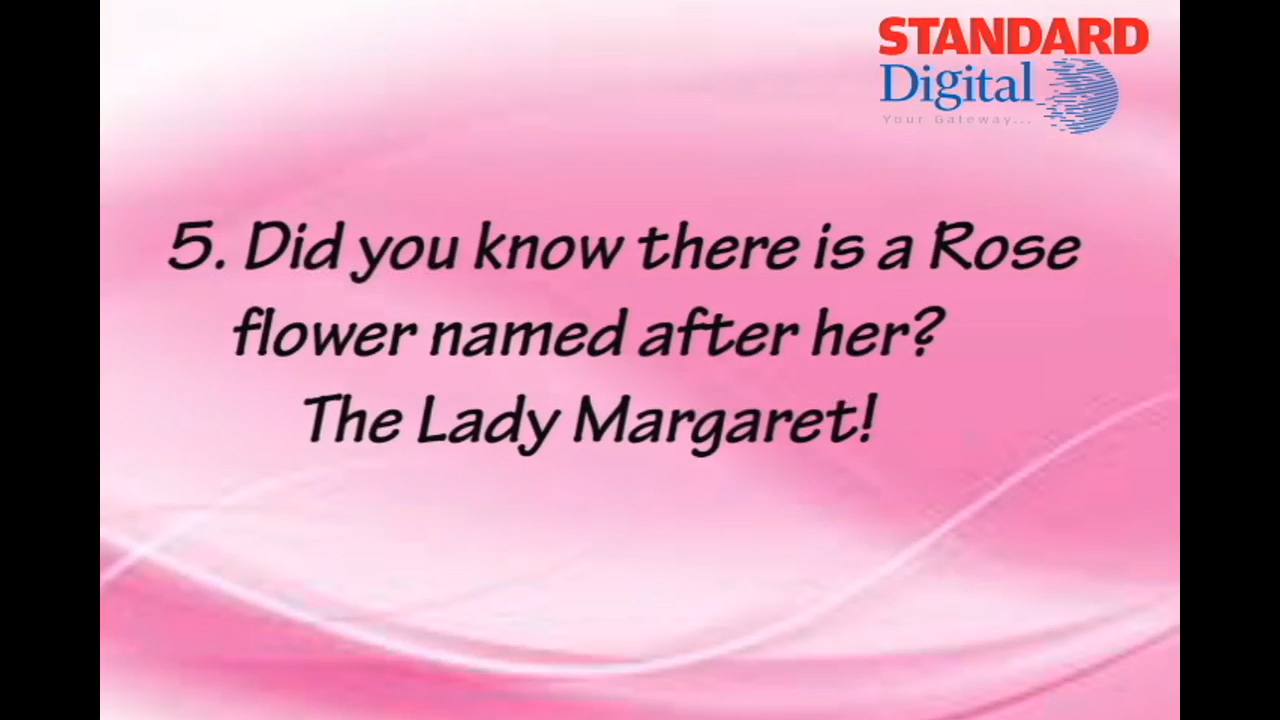 STANDARD
Digital
Your Gateway...
5. Did you know there is a Rose
flower named after her?
The Lady Margaret!